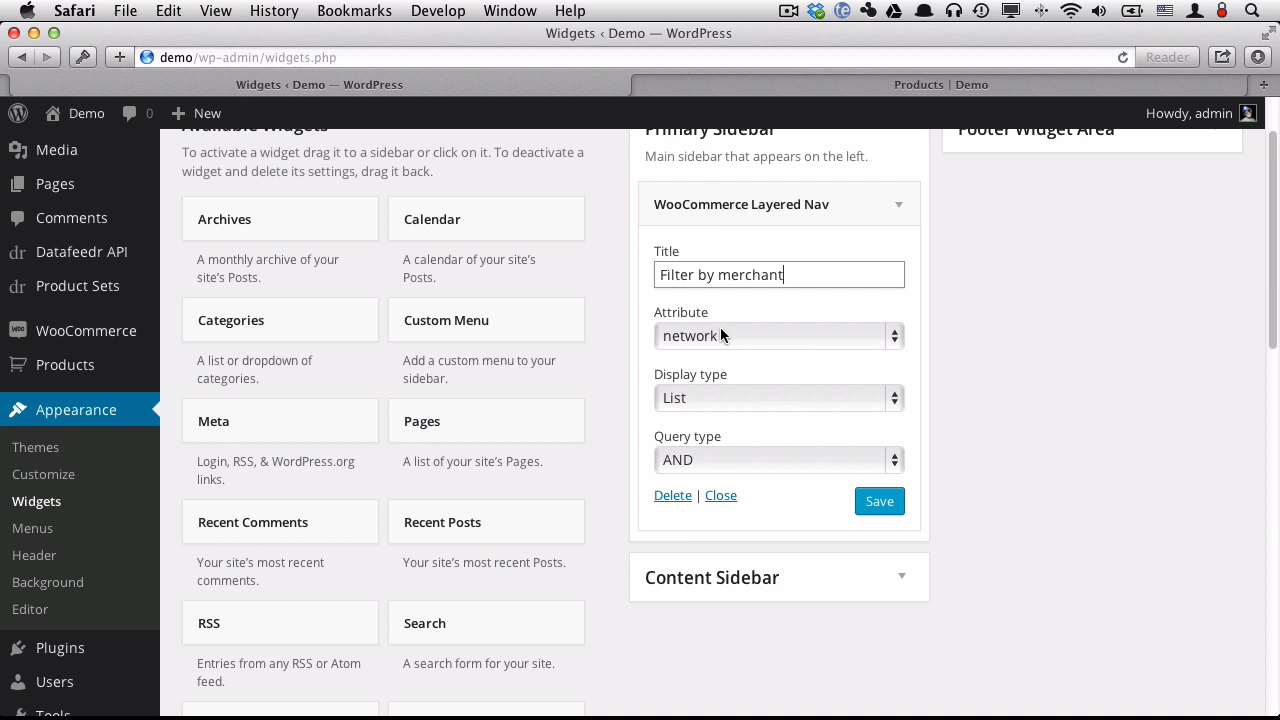 Safari File Edit View History Bookmarks Develop Window Help
Widgets ‹ Demo — WordPress
demo/wp-admin/widgets.php
Reader
Widgets ‹ Demo — WordPress
Products | Demo
Demo 0 New
Howdy, admin
Media
Pages
Comments
dr Datafeedr API
dr Product Sets
WooCommerce
Products
Appearance
Themes
Customize
Widgets
Menus
Header
Background
Editor
Plugins
Users
Tools
Available Widgets
To activate a widget drag it to a sidebar or click on it. To deactivate a
widget and delete its settings, drag it back.
Archives
A monthly archive of your
site's Posts.
Calendar
A calendar of your site's
Posts.
Categories
A list or dropdown of
categories.
Custom Menu
Add a custom menu to your
sidebar.
Meta
Login, RSS, & WordPress.org
links.
Pages
A list of your site's Pages.
Recent Comments
Your site's most recent
comments.
Recent Posts
Your site's most recent Posts.
RSS
Entries from any RSS or Atom
feed.
Search
A search form for your site.
Primary Sidebar
Main sidebar that appears on the left.
WooCommerce Layered Nav
Title
Filter by merchant
Attribute
network
Display type
List
Query type
AND
Delete | Close
Save
Content Sidebar
Footer Widget Area